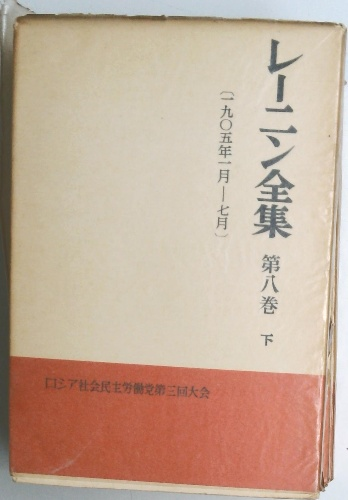 レーニン全集 第八巻 下
〔一九〇五年一月―七月〕
ロシア社会民主労働党第三回大会